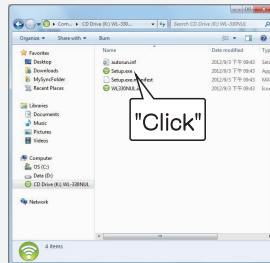 Com... ▸ CD Drive (K:) WL-330...
Search CD Drive (K:) WL-330NUL
Organize ▾ Share with ▾ Burn
Name Date modified Typ
Favorites
Desktop
Downloads
MySyncFolder
Recent Places
autorun.inf 2012/9/3 下午 09:43 Setu
Setup.exe 2012/9/3 下午 09:43 App
Setup.exe.manifest 2012/9/3 下午 09:43 MAN
WL330NUL 2012/9/3 下午 09:43 Icon
"Click"
Libraries
Documents
Music
Pictures
Videos
Computer
OS (C:)
Data (D:)
CD Drive (K:) WL-330NUL
Network
4 items